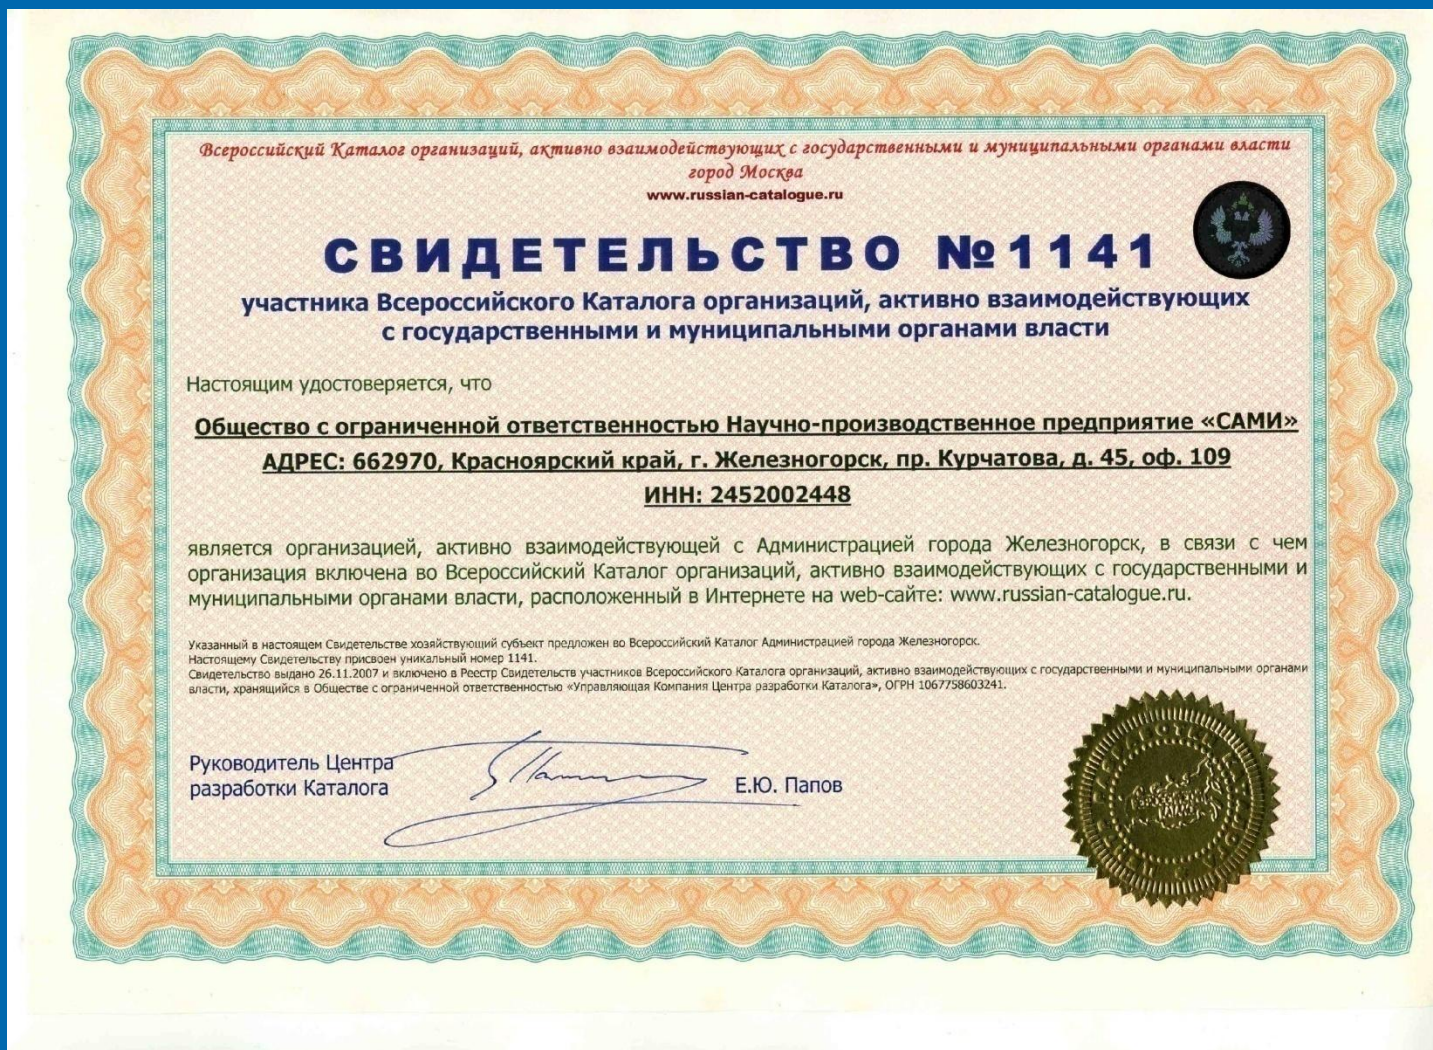 Всероссийский Каталог организаций, активно взаимодействующих с государственными и муниципальными органами власти
город Москва
www.russian-catalogue.ru
СВИДЕТЕЛЬСТВО №1141
участника Всероссийского Каталога организаций, активно взаимодействующих
с государственными и муниципальными органами власти
Настоящим удостоверяется, что
Общество с ограниченной ответственностью Научно-производственное предприятие «САМИ»
АДРЕС: 662970, Красноярский край, г. Железногорск, пр. Курчатова, д. 45, оф. 109
ИНН: 2452002448
является организацией, активно взаимодействующей с Администрацией города Железногорск, в связи с чем
организация включена во Всероссийский Каталог организаций, активно взаимодействующих с государственными и
муниципальными органами власти, расположенный в Интернете на web-сайте: www.russian-catalogue.ru.
Указанный в настоящем Свидетельстве хозяйствующий субъект предложен во Всероссийский Каталог Администрацией города Железногорск.
Настоящему Свидетельству присвоен уникальный номер 1141.
Свидетельство выдано 26.11.2007 и включено в Реестр Свидетельств участников Всероссийского Каталога организаций, активно взаимодействующих с государственными и муниципальными органами
власти, хранящийся в Обществе с ограниченной ответственностью «Управляющая Компания Центра разработки Каталога», ОГРН 1067758603241.
Руководитель Центра
разработки Каталога
Е.Ю. Папов